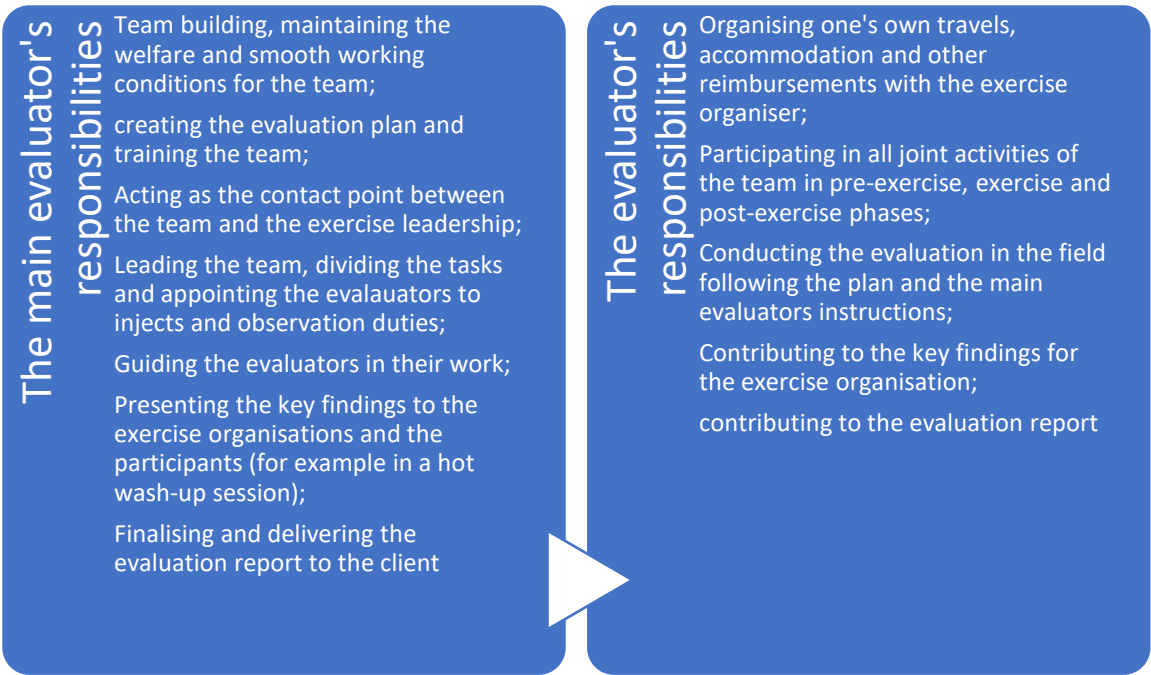 The main evaluator's
responsibilities
Team building, maintaining the
welfare and smooth working
conditions for the team;
creating the evaluation plan and
training the team;
Acting as the contact point between
the team and the exercise leadership;
Leading the team, dividing the tasks
and appointing the evalauators to
injects and observation duties;
Guiding the evaluators in their work;
Presenting the key findings to the
exercise organisations and the
participants (for example in a hot
wash-up session);
Finalising and delivering the
evaluation report to the client
The evaluator's
responsibilities
Organising one's own travels,
accommodation and other
reimbursements with the exercise
organiser;
Participating in all joint activities of
the team in pre-exercise, exercise and
post-exercise phases;
Conducting the evaluation in the field
following the plan and the main
evaluators instructions;
Contributing to the key findings for
the exercise organisation;
contributing to the evaluation report